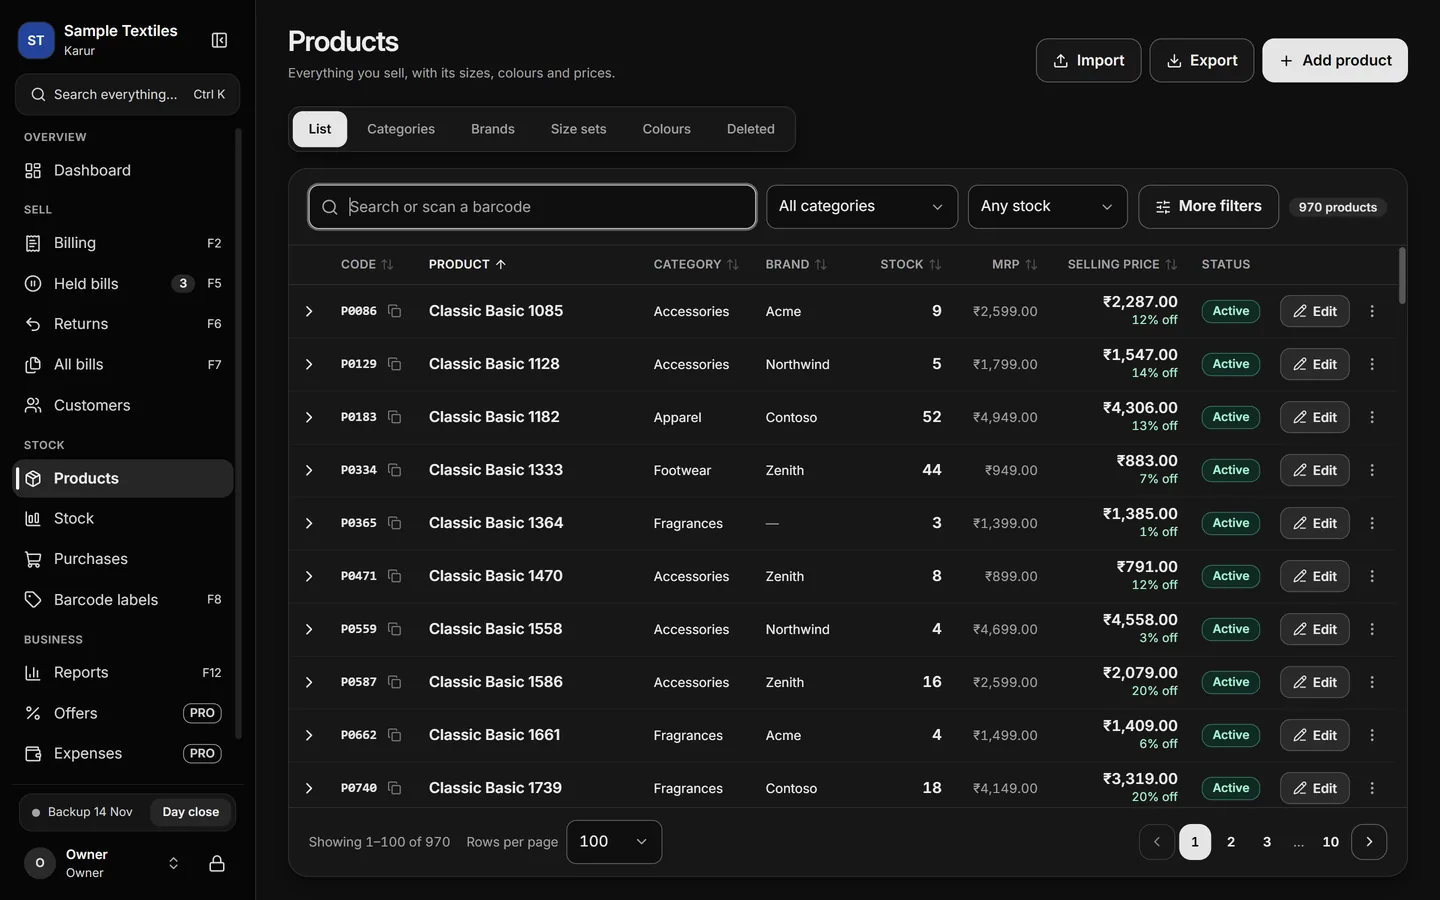 ST
Sample Textiles
Karur
Search everything... Ctrl K
OVERVIEW
Dashboard
SELL
Billing F2
Held bills 3 F5
Returns F6
All bills F7
Customers
STOCK
Products
Stock
Purchases
Barcode labels F8
BUSINESS
Reports F12
Offers PRO
Expenses PRO
Backup 14 Nov Day close
O
Owner
Owner
Products
Everything you sell, with its sizes, colours and prices.
Import Export Add product
List Categories Brands Size sets Colours Deleted
Search or scan a barcode All categories Any stock More filters 970 products
CODE PRODUCT CATEGORY BRAND STOCK MRP SELLING PRICE STATUS
P0086 Classic Basic 1085 Accessories Acme 9 ₹2,599.00 ₹2,287.00 Active Edit
12% off
P0129 Classic Basic 1128 Accessories Northwind 5 ₹1,799.00 ₹1,547.00 Active Edit
14% off
P0183 Classic Basic 1182 Apparel Contoso 52 ₹4,949.00 ₹4,306.00 Active Edit
13% off
P0334 Classic Basic 1333 Footwear Zenith 44 ₹949.00 ₹883.00 Active Edit
7% off
P0365 Classic Basic 1364 Fragrances — 3 ₹1,399.00 ₹1,385.00 Active Edit
1% off
P0471 Classic Basic 1470 Accessories Zenith 8 ₹899.00 ₹791.00 Active Edit
12% off
P0559 Classic Basic 1558 Accessories Northwind 4 ₹4,699.00 ₹4,558.00 Active Edit
3% off
P0587 Classic Basic 1586 Accessories Zenith 16 ₹2,599.00 ₹2,079.00 Active Edit
20% off
P0662 Classic Basic 1661 Fragrances Acme 4 ₹1,499.00 ₹1,409.00 Active Edit
6% off
P0740 Classic Basic 1739 Fragrances Contoso 18 ₹4,149.00 ₹3,319.00 Active Edit
20% off
Showing 1–100 of 970 Rows per page 100 1 2 3 ... 10